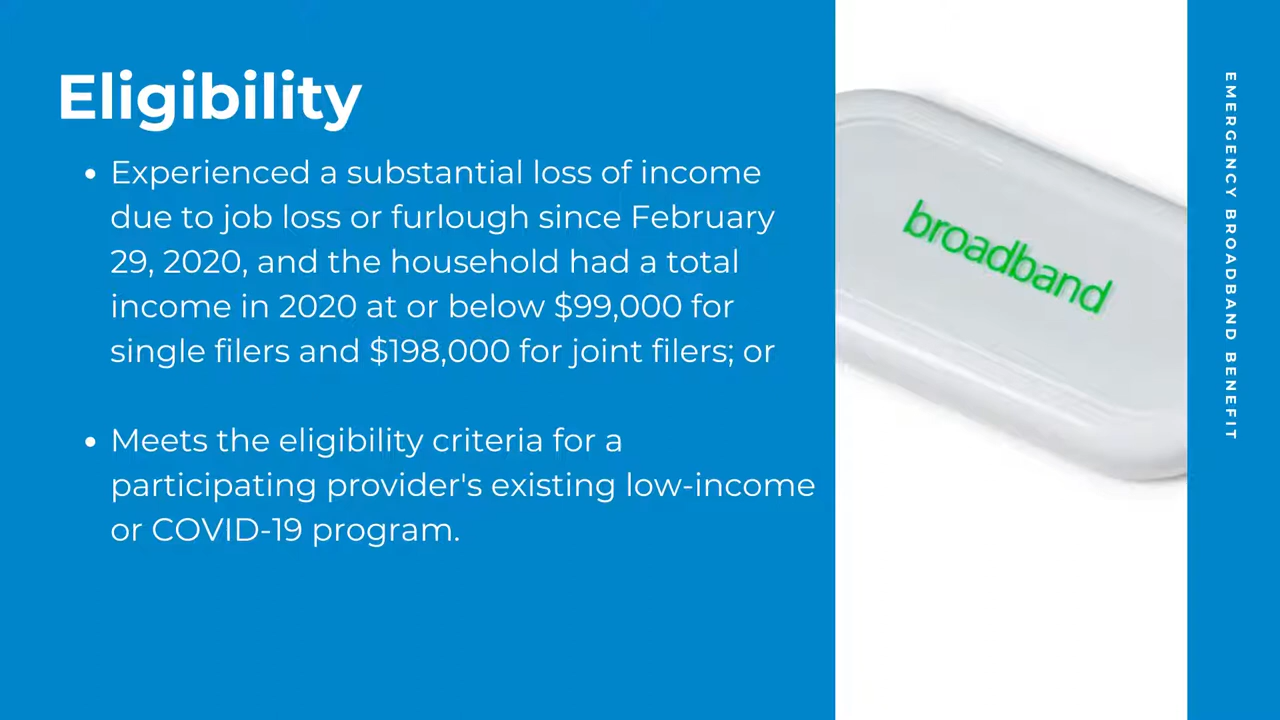 Eligibility
• Experienced a substantial loss of income
due to job loss or furlough since February
29, 2020, and the household had a total
income in 2020 at or below $99,000 for
single filers and $198,000 for joint filers; or
• Meets the eligibility criteria for a
participating provider's existing low-income
or COVID-19 program.
broadband
EMERGENCY BROADBAND BENEFIT